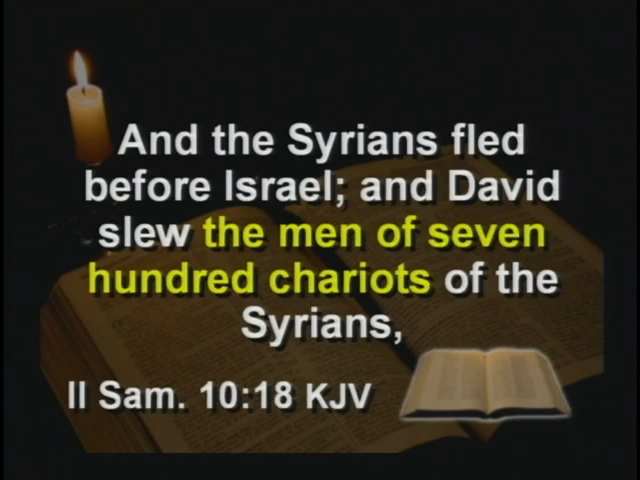 And the Syrians fled
before Israel; and David
slew the men of seven
hundred chariots of the
Syrians,
II Sam. 10:18 KJV